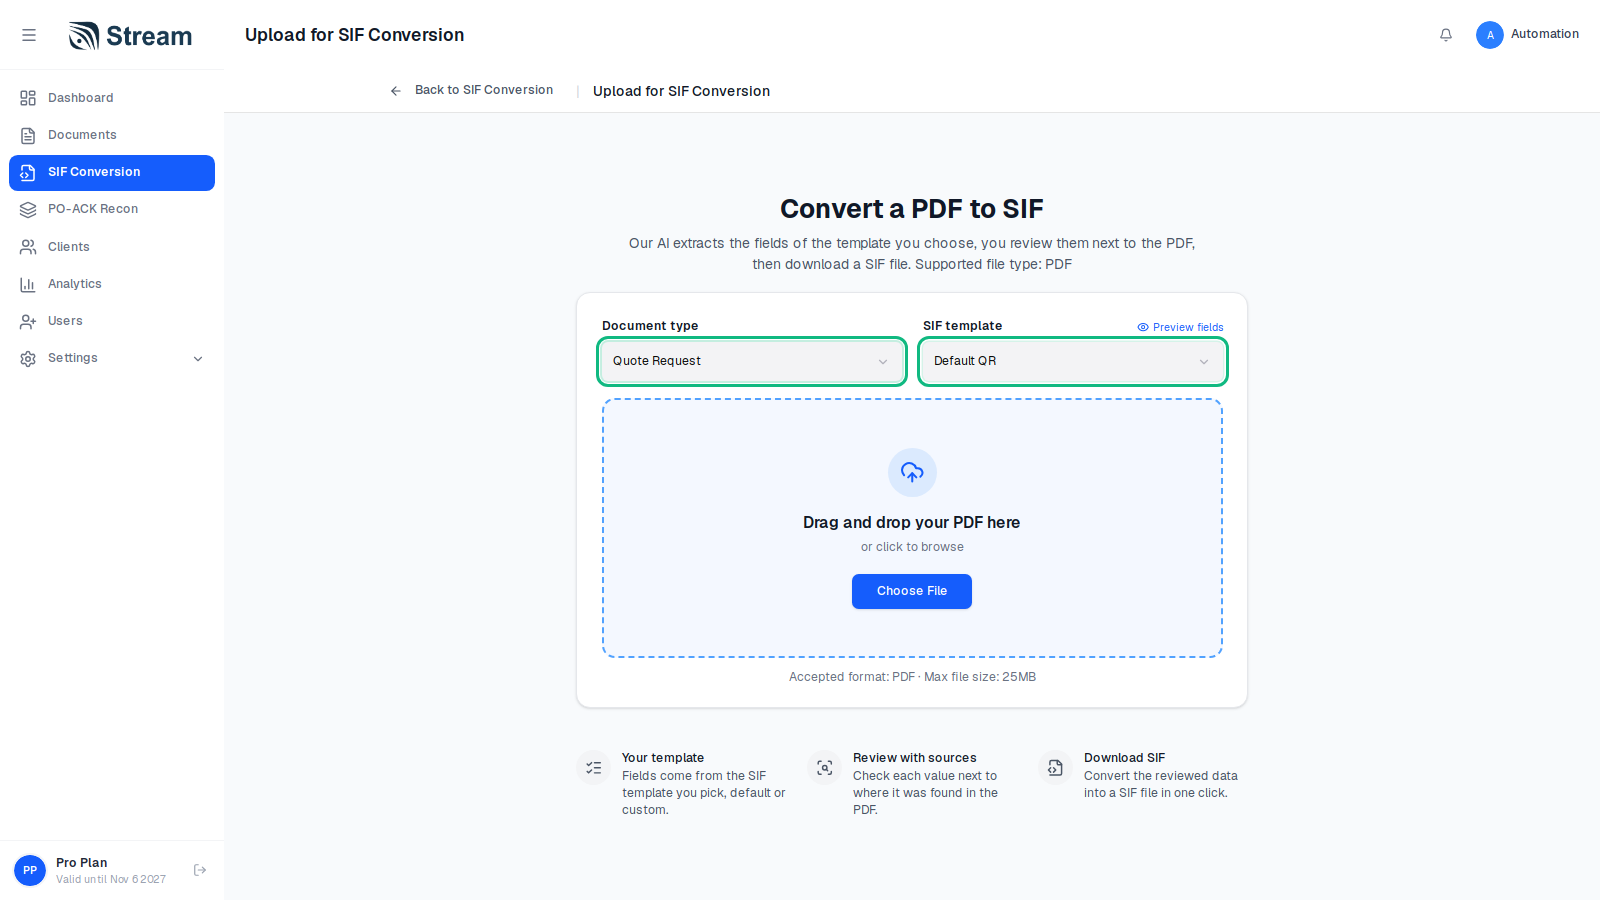 Stream
Upload for SIF Conversion
A
Automation
Back to SIF Conversion
Upload for SIF Conversion
Dashboard
Documents
SIF Conversion
PO-ACK Recon
Clients
Analytics
Users
Settings
Convert a PDF to SIF
Our AI extracts the fields of the template you choose, you review them next to the PDF,
then download a SIF file. Supported file type: PDF
Document type
SIF template
Preview fields
Quote Request
Default QR
Drag and drop your PDF here
or click to browse
Choose File
Accepted format: PDF · Max file size: 25MB
Your template
Fields come from the SIF
template you pick, default or
custom.
Review with sources
Check each value next to
where it was found in the
PDF.
Download SIF
Convert the reviewed data
into a SIF file in one click.
PP
Pro Plan
Valid until Nov 6 2027